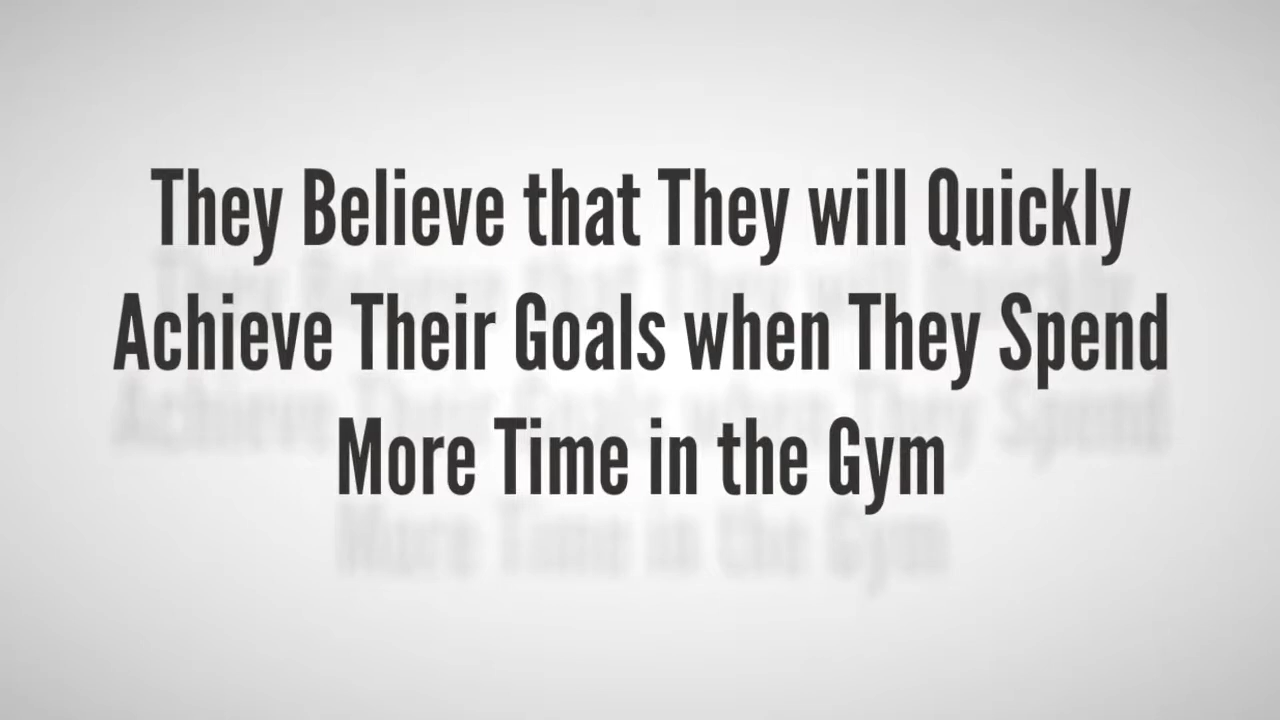 They Believe that They will Quickly
Achieve Their Goals when They Spend
More Time in the Gym